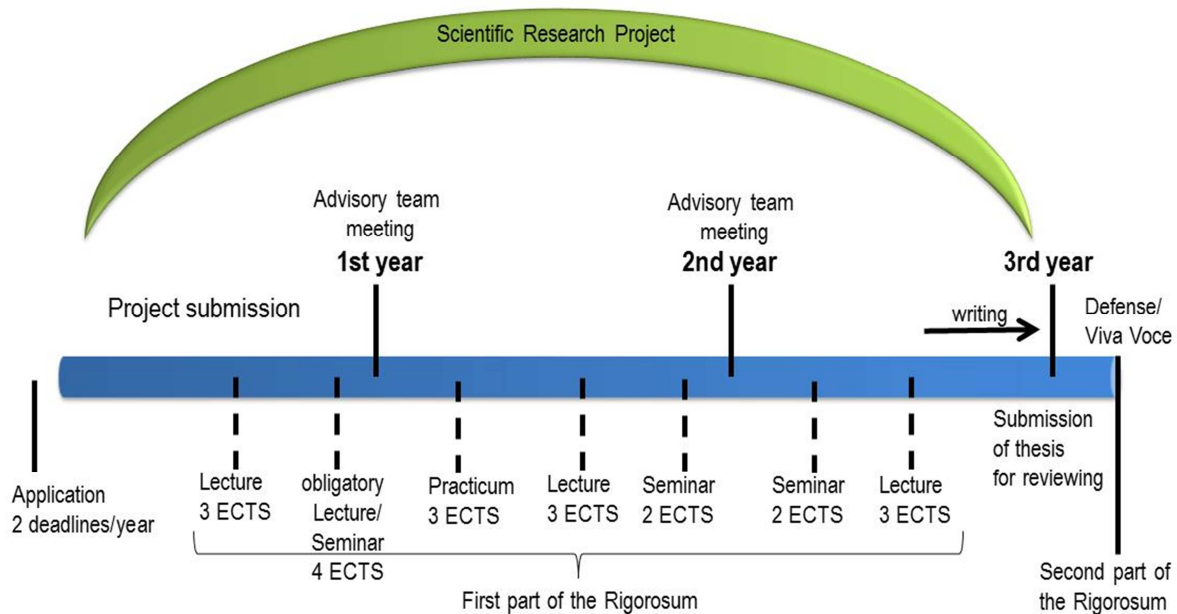 Scientific Research Project
Advisory team
meeting
1st year
Advisory team
meeting
2nd year
3rd year
Project submission
writing
Defense/
Viva Voce
Application
2 deadlines/year
Lecture
3 ECTS
obligatory
Lecture/
Seminar
4 ECTS
Practicum
3 ECTS
Lecture
3 ECTS
Seminar
2 ECTS
Seminar
2 ECTS
Lecture
3 ECTS
Submission
of thesis
for reviewing
First part of the Rigorosum
Second part of
the Rigorosum